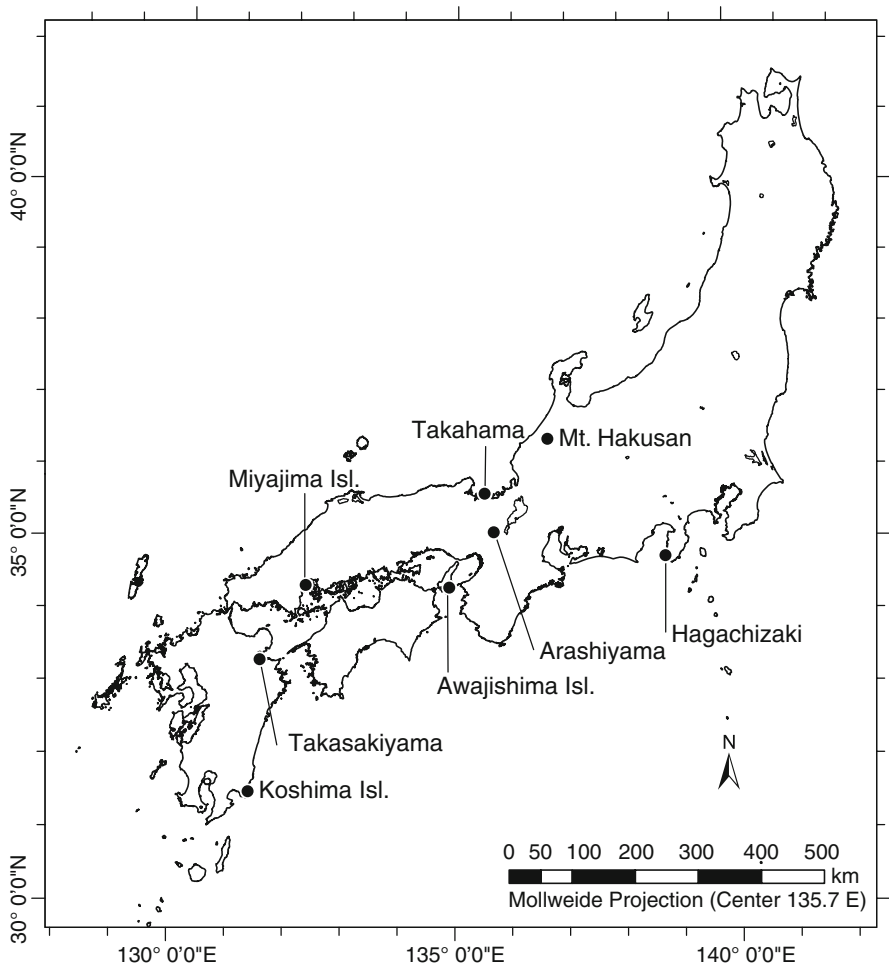 40° 0'0"N
35° 0'0"N
30° 0'0"N
Takahama
Mt. Hakusan
Miyajima Isl.
Hagachizaki
Arashiyama
Awajishima Isl.
Takasakiyama
Koshima Isl.
N
0 50 100 200 300 400 500
km
Mollweide Projection (Center 135.7 E)
130° 0'0"E
135° 0'0"E
140° 0'0"E